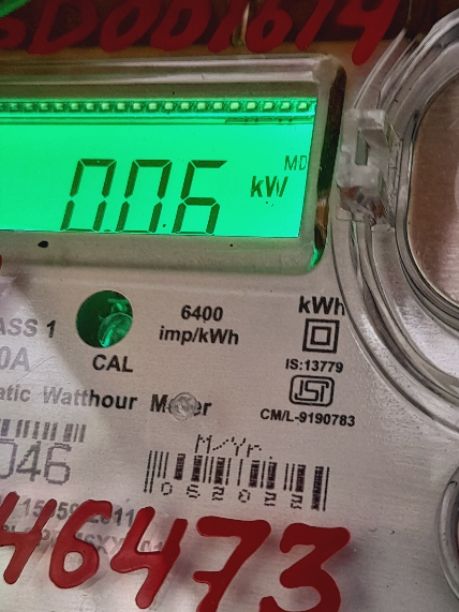 SD001614
MD
0.06 kW
kWh
6400
imp/kWh
ASS 1
0A
CAL
IS:13779
ISI
CM/L-9190783
atic Watthour Meter
M/Yr.
046
46473